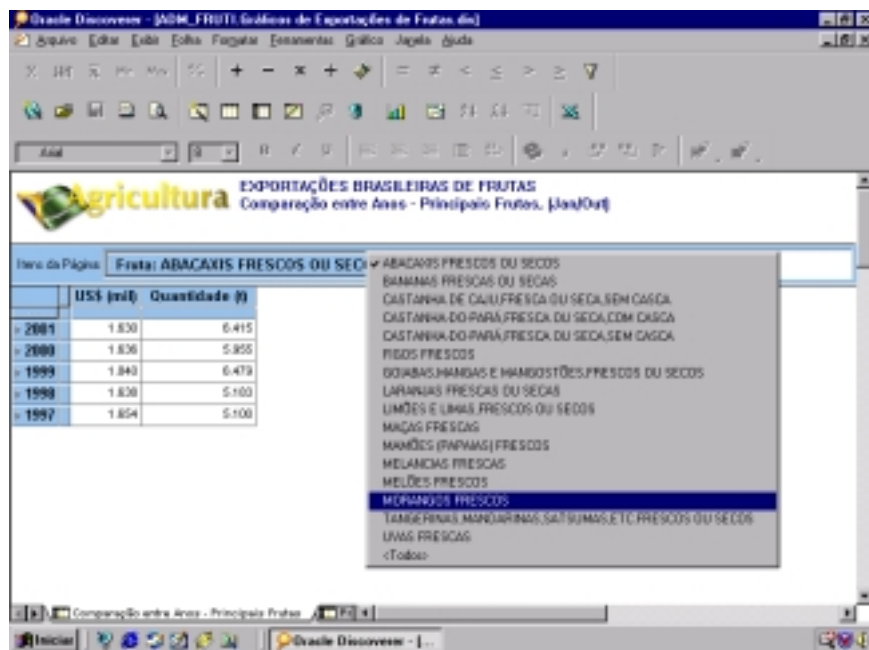 Oracle Discoverer - [ADM_FRUTI.Gráficos de Exportações de Frutas.dis]
Arquivo Editar Exibir Folha Formatar Ferramentas Gráfico Janela Ajuda
Arial
Agricultura
EXPORTAÇÕES BRASILEIRAS DE FRUTAS
Comparação entre Anos - Principais Frutas. (Jan/Out)
Itens da Página: Fruta: ABACAXIS FRESCOS OU SECO
ABACAXIS FRESCOS OU SECOS
BANANAS FRESCAS OU SECAS
CASTANHA DE CAJU,FRESCA OU SECA,SEM CASCA
CASTANHA-DO-PARÁ,FRESCA OU SECA,COM CASCA
CASTANHA-DO-PARÁ,FRESCA OU SECA,SEM CASCA
FIGOS FRESCOS
GOIABAS,MANGAS E MANGOSTÕES,FRESCOS OU SECOS
LARANJAS FRESCAS OU SECAS
LIMÕES E LIMAS,FRESCOS OU SECOS
MAÇAS FRESCAS
MAMÕES (PAPAIAS) FRESCOS
MELANCIAS FRESCAS
MELÕES FRESCOS
MORANGOS FRESCOS
TANGERINAS,MANDARINAS,SATSUMAS,ETC.FRESCOS OU SECOS
UVAS FRESCAS
<Todos>
US$ (mil) Quantidade (t)
2001 6.415
2000
1999
1998
1997
Comparação entre Anos - Principais Frutas
Iniciar
Oracle Discoverer - [...